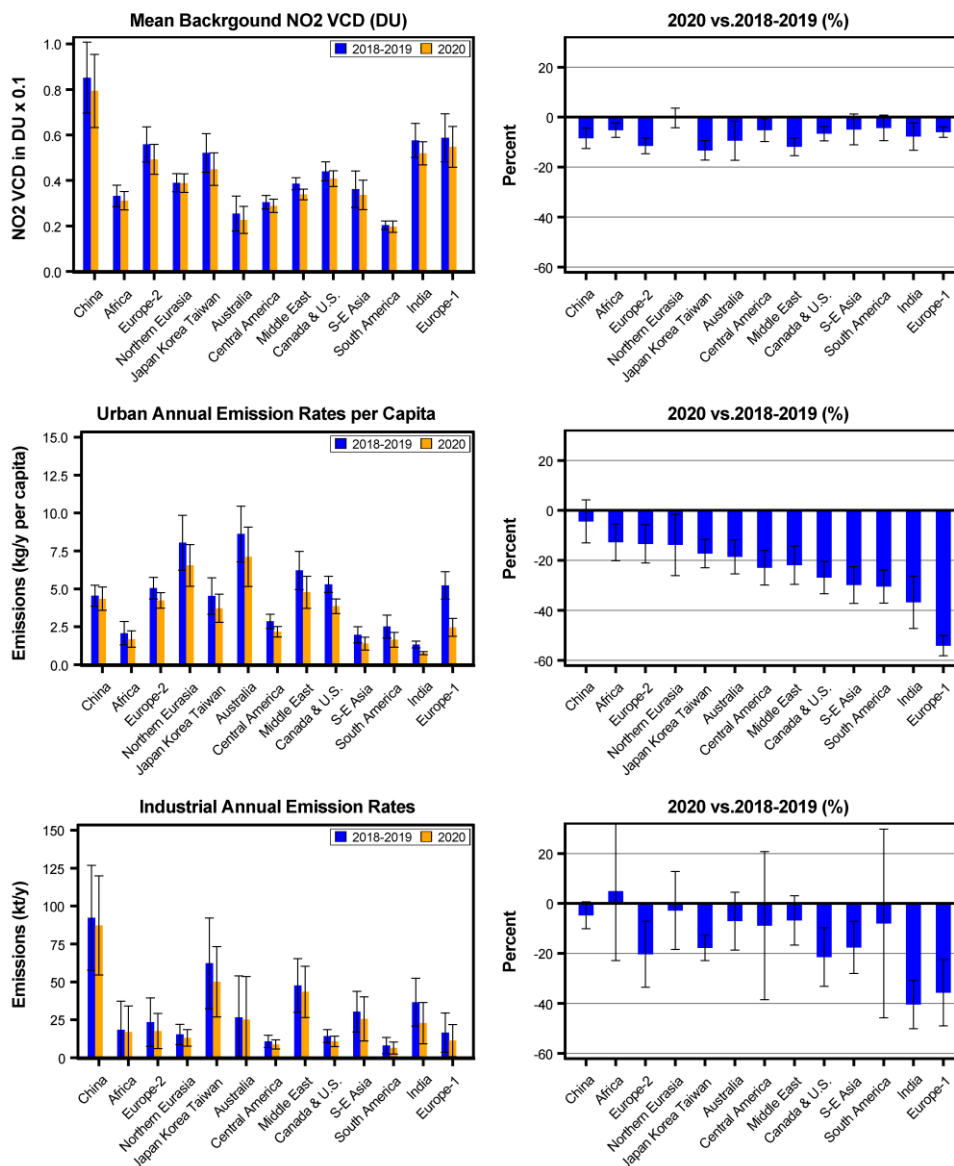 Mean Backrgound NO2 VCD (DU)
NO2 VCD in DU x 0.1
1.0
0.8
0.6
0.4
0.2
0.0
2018-2019 2020
China
Africa
Europe-2
Northern Eurasia
Japan Korea Taiwan
Australia
Central America
Middle East
Canada & U.S.
S-E Asia
South America
India
Europe-1
2020 vs.2018-2019 (%)
Percent
20
0
-20
-40
-60
China
Africa
Europe-2
Northern Eurasia
Japan Korea Taiwan
Australia
Central America
Middle East
Canada & U.S.
S-E Asia
South America
India
Europe-1
Urban Annual Emission Rates per Capita
Emissions (kg/y per capita)
15.0
12.5
10.0
7.5
5.0
2.5
0.0
2018-2019 2020
China
Africa
Europe-2
Northern Eurasia
Japan Korea Taiwan
Australia
Central America
Middle East
Canada & U.S.
S-E Asia
South America
India
Europe-1
2020 vs.2018-2019 (%)
Percent
20
0
-20
-40
-60
China
Africa
Europe-2
Northern Eurasia
Japan Korea Taiwan
Australia
Central America
Middle East
Canada & U.S.
S-E Asia
South America
India
Europe-1
Industrial Annual Emission Rates
Emissions (kt/y)
150
125
100
75
50
25
0
2018-2019 2020
China
Africa
Europe-2
Northern Eurasia
Japan Korea Taiwan
Australia
Central America
Middle East
Canada & U.S.
S-E Asia
South America
India
Europe-1
2020 vs.2018-2019 (%)
Percent
20
0
-20
-40
-60
China
Africa
Europe-2
Northern Eurasia
Japan Korea Taiwan
Australia
Central America
Middle East
Canada & U.S.
S-E Asia
South America
India
Europe-1